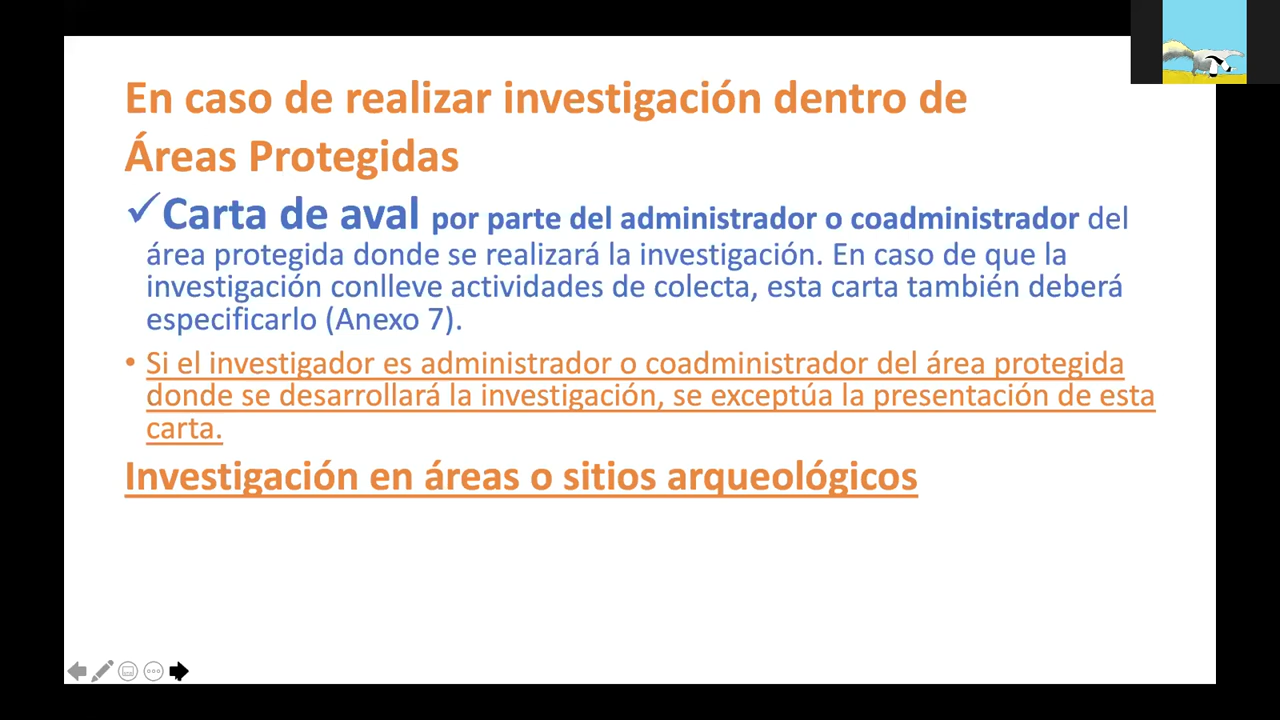 En caso de realizar investigación dentro de
Áreas Protegidas
✓Carta de aval por parte del administrador o coadministrador del
área protegida donde se realizará la investigación. En caso de que la
investigación conlleve actividades de colecta, esta carta también deberá
especificarlo (Anexo 7).
• Si el investigador es administrador o coadministrador del área protegida
donde se desarrollará la investigación, se exceptúa la presentación de esta
carta.
Investigación en áreas o sitios arqueológicos